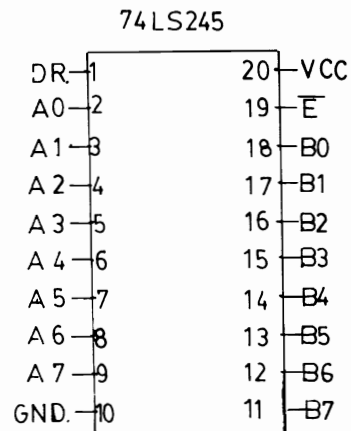 74LS245
DR. 1 20 VCC
A0 2 19 E̅
A1 3 18 B0
A2 4 17 B1
A3 5 16 B2
A4 6 15 B3
A5 7 14 B4
A6 8 13 B5
A7 9 12 B6
GND. 10 11 B7